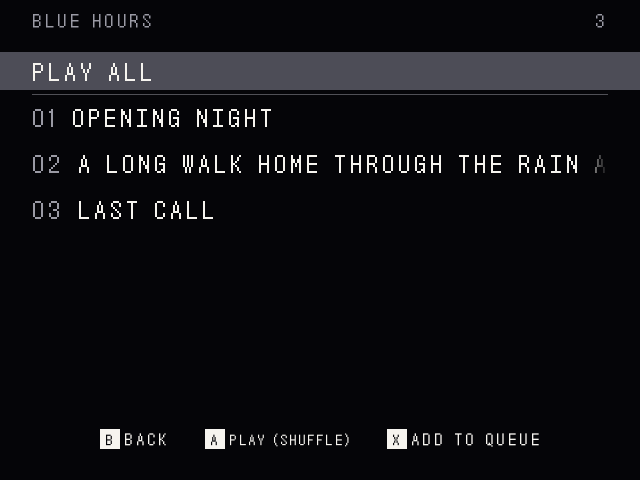 BLUE HOURS 3
PLAY ALL
01 OPENING NIGHT
02 A LONG WALK HOME THROUGH THE RAIN A
03 LAST CALL
B BACK A PLAY (SHUFFLE) X ADD TO QUEUE